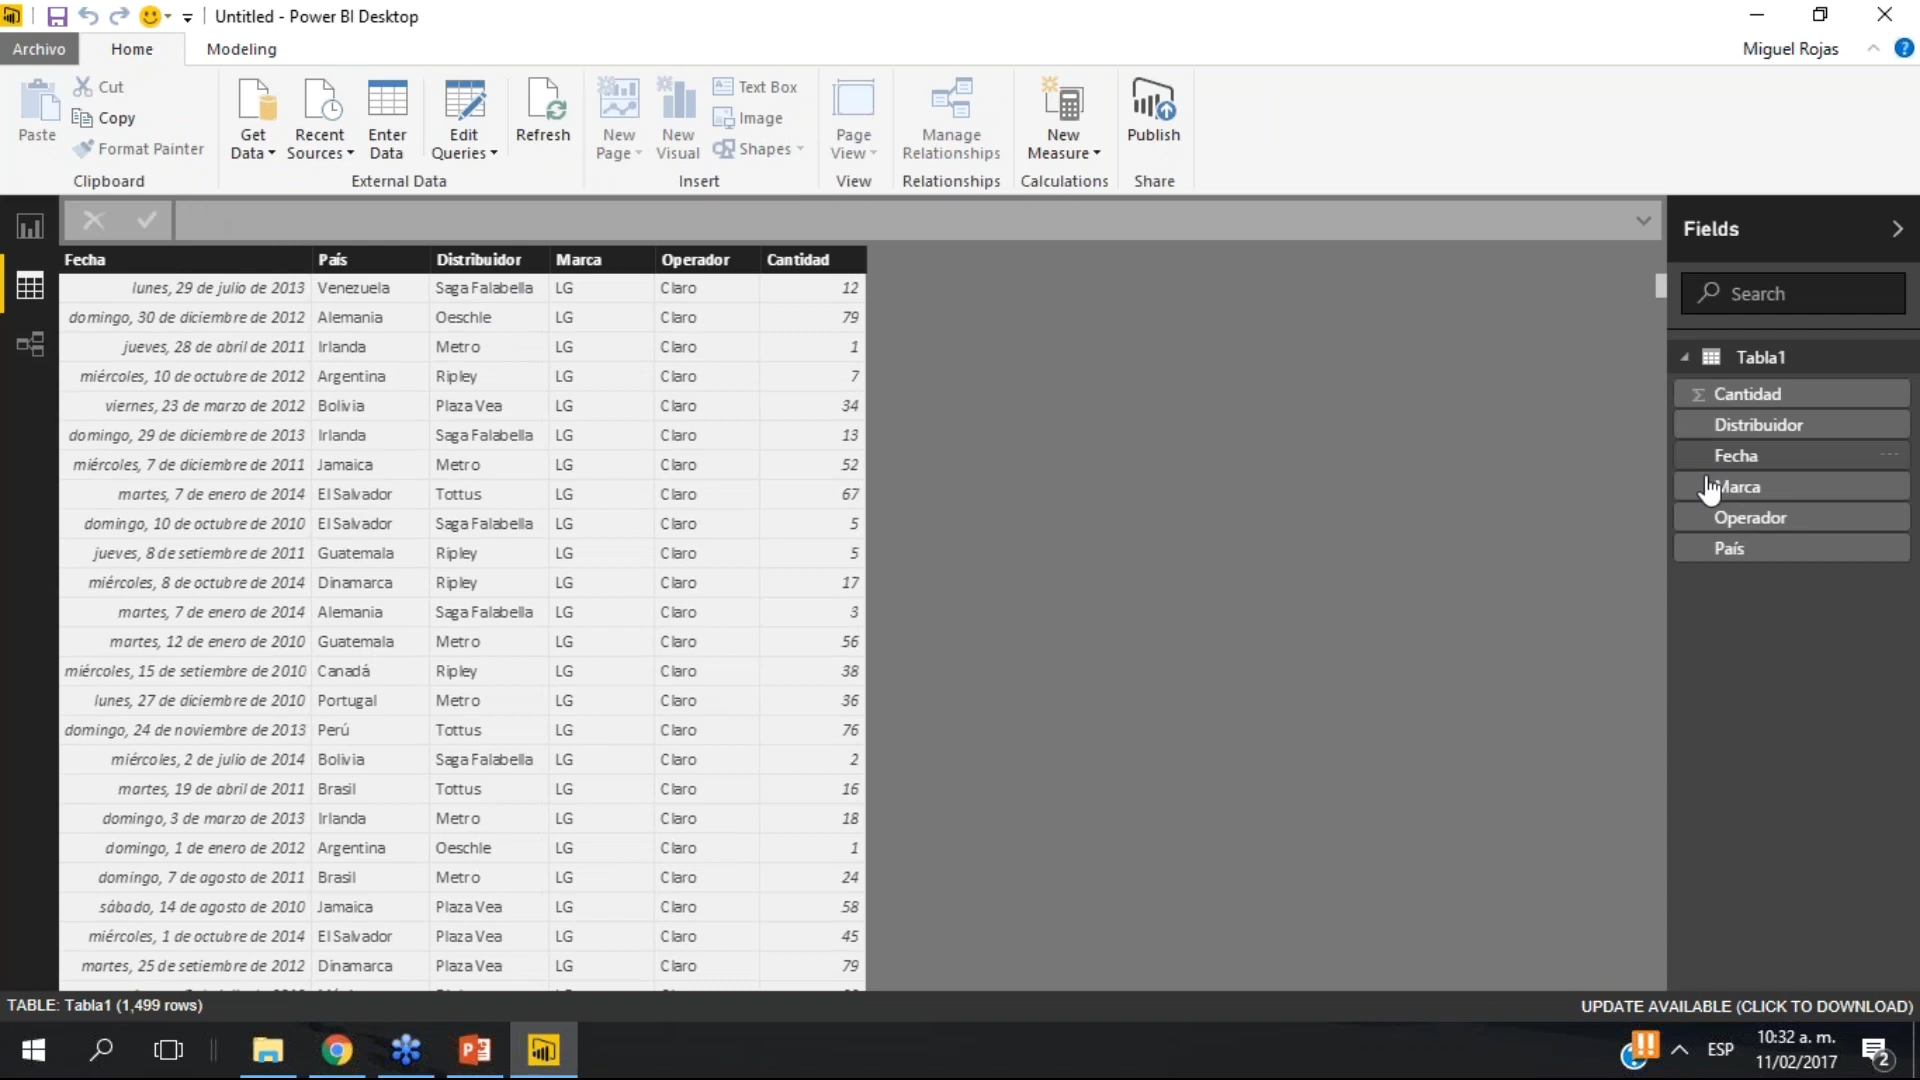 Untitled - Power BI Desktop
Archivo
Home
Modeling
Miguel Rojas
Paste
Cut
Copy
Format Painter
Clipboard
Get
Data
Recent
Sources
Enter
Data
Edit
Queries
Refresh
External Data
New
Page
New
Visual
Text Box
Image
Shapes
Insert
Page
View
View
Manage
Relationships
Relationships
New
Measure
Calculations
Publish
Share
Fecha País Distribuidor Marca Operador Cantidad
lunes, 29 de julio de 2013 Venezuela Saga Falabella LG Claro 12
domingo, 30 de diciembre de 2012 Alemania Oeschle LG Claro 79
jueves, 28 de abril de 2011 Irlanda Metro LG Claro 1
miércoles, 10 de octubre de 2012 Argentina Ripley LG Claro 7
viernes, 23 de marzo de 2012 Bolivia Plaza Vea LG Claro 34
domingo, 29 de diciembre de 2013 Irlanda Saga Falabella LG Claro 13
miércoles, 7 de diciembre de 2011 Jamaica Metro LG Claro 52
martes, 7 de enero de 2014 El Salvador Tottus LG Claro 67
domingo, 10 de octubre de 2010 El Salvador Saga Falabella LG Claro 5
jueves, 8 de setiembre de 2011 Guatemala Ripley LG Claro 5
miércoles, 8 de octubre de 2014 Dinamarca Ripley LG Claro 17
martes, 7 de enero de 2014 Alemania Saga Falabella LG Claro 3
martes, 12 de enero de 2010 Guatemala Metro LG Claro 56
miércoles, 15 de setiembre de 2010 Canadá Ripley LG Claro 38
lunes, 27 de diciembre de 2010 Portugal Metro LG Claro 36
domingo, 24 de noviembre de 2013 Perú Tottus LG Claro 76
miércoles, 2 de julio de 2014 Bolivia Saga Falabella LG Claro 2
martes, 19 de abril de 2011 Brasil Tottus LG Claro 16
domingo, 3 de marzo de 2013 Irlanda Metro LG Claro 18
domingo, 1 de enero de 2012 Argentina Oeschle LG Claro 1
domingo, 7 de agosto de 2011 Brasil Metro LG Claro 24
sábado, 14 de agosto de 2010 Jamaica Plaza Vea LG Claro 58
miércoles, 1 de octubre de 2014 El Salvador Plaza Vea LG Claro 45
martes, 25 de setiembre de 2012 Dinamarca Plaza Vea LG Claro 79
Fields
Search
Tabla1
Σ Cantidad
Distribuidor
Fecha
Marca
Operador
País
TABLE: Tabla1 (1,499 rows)
UPDATE AVAILABLE (CLICK TO DOWNLOAD)
ESP
10:32 a. m.
11/02/2017
2